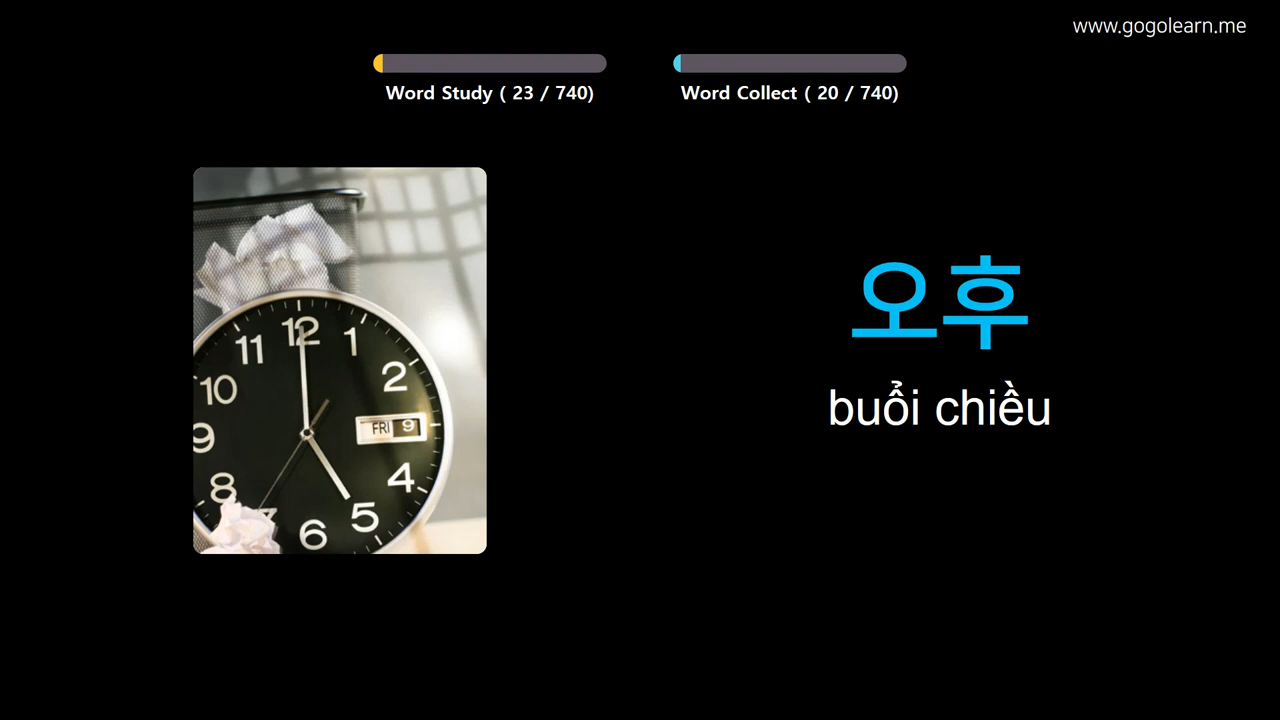 www.gogolearn.me
Word Study ( 23 / 740)
Word Collect ( 20 / 740)
오후
buổi chiều
12
11
1
10
2
9
FRI 9
8
4
7
5
6